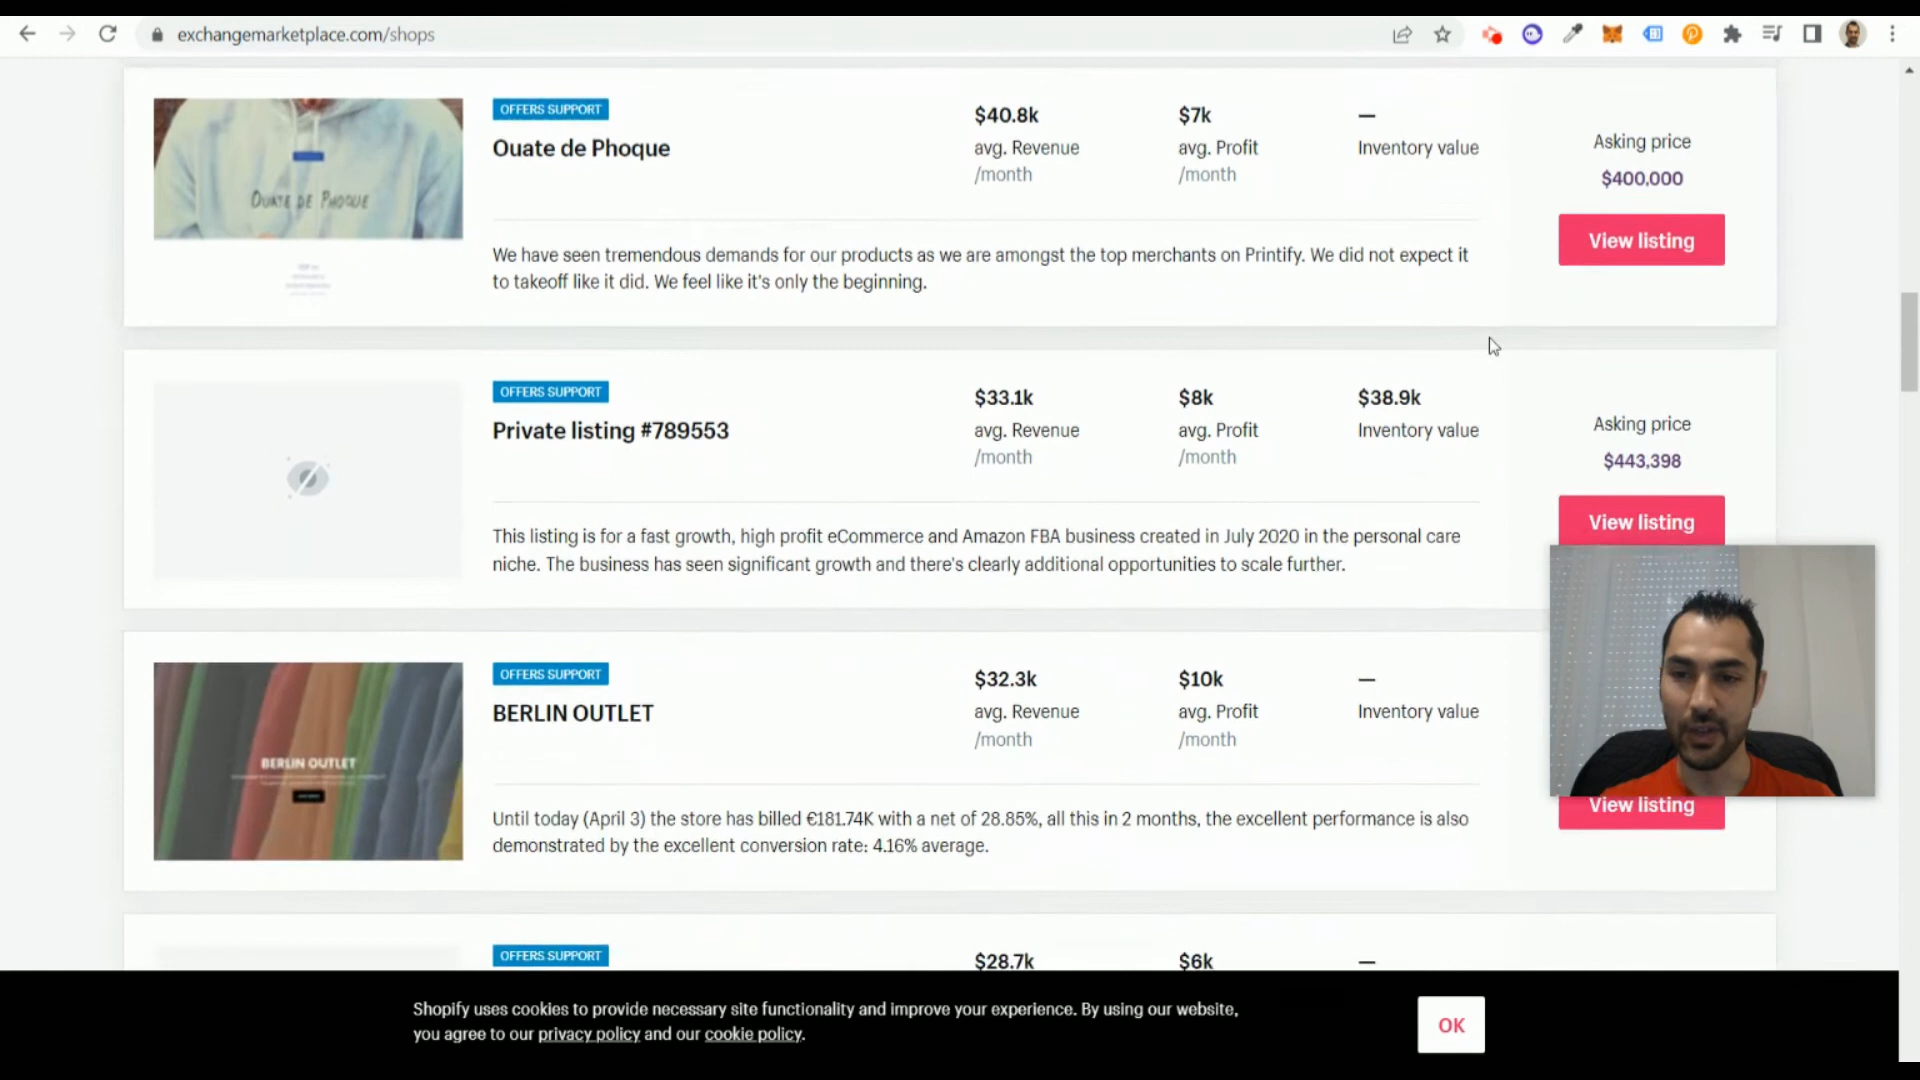 exchangemarketplace.com/shops
OFFERS SUPPORT
Ouate de Phoque
$40.8k
avg. Revenue
/month
$7k
avg. Profit
/month
—
Inventory value
Asking price
$400,000
View listing
OUATE DE PHOQUE
We have seen tremendous demands for our products as we are amongst the top merchants on Printify. We did not expect it
to takeoff like it did. We feel like it's only the beginning.
OFFERS SUPPORT
Private listing #789553
$33.1k
avg. Revenue
/month
$8k
avg. Profit
/month
$38.9k
Inventory value
Asking price
$443,398
View listing
This listing is for a fast growth, high profit eCommerce and Amazon FBA business created in July 2020 in the personal care
niche. The business has seen significant growth and there's clearly additional opportunities to scale further.
OFFERS SUPPORT
BERLIN OUTLET
$32.3k
avg. Revenue
/month
$10k
avg. Profit
/month
—
Inventory value
View listing
BERLIN OUTLET
Until today (April 3) the store has billed €181.74K with a net of 28.85%, all this in 2 months, the excellent performance is also
demonstrated by the excellent conversion rate: 4.16% average.
OFFERS SUPPORT
$28.7k
$6k
—
Shopify uses cookies to provide necessary site functionality and improve your experience. By using our website,
you agree to our privacy policy and our cookie policy.
OK